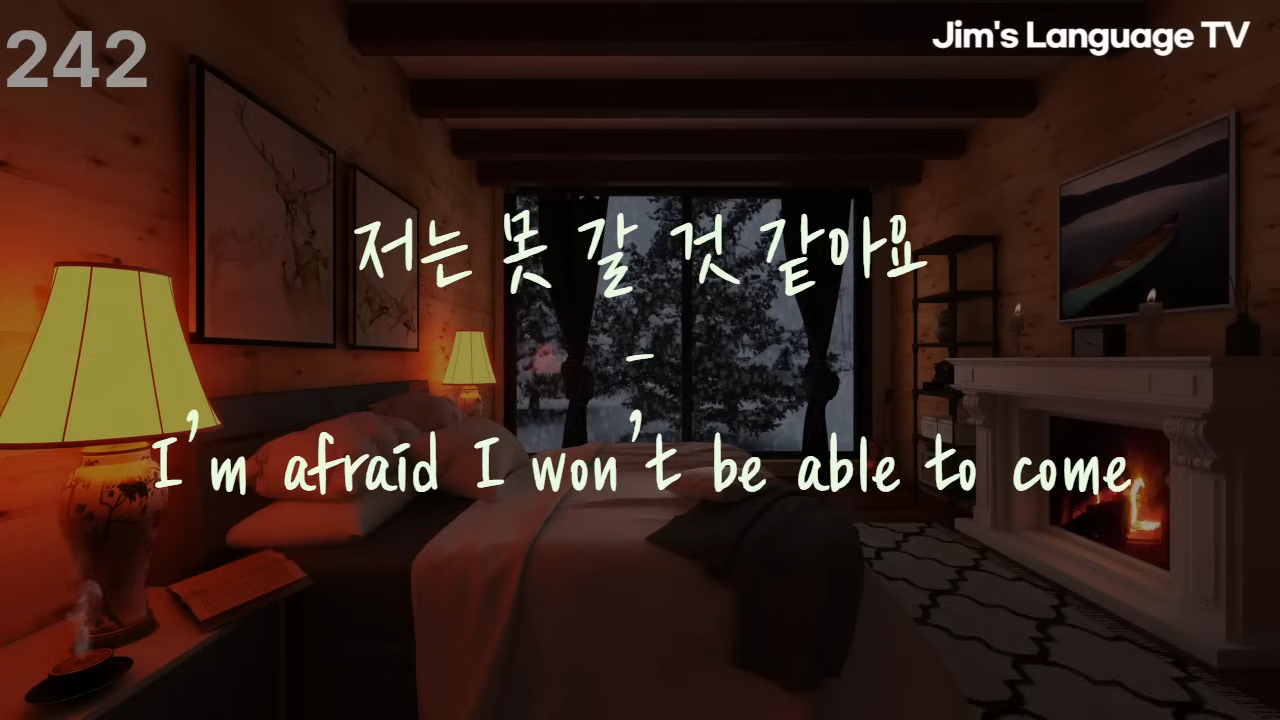 242
Jim's Language TV
저는 못 갈 것 같아요
-
I'm afraid I won't be able to come